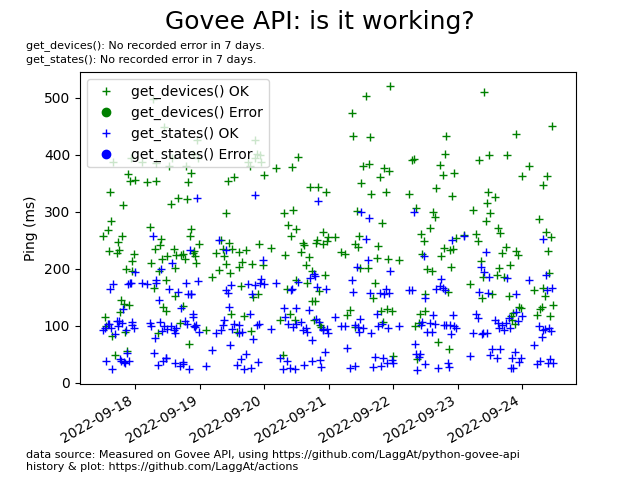 Govee API: is it working?
get_devices(): No recorded error in 7 days.
get_states(): No recorded error in 7 days.
get_devices() OK
get_devices() Error
get_states() OK
get_states() Error
Ping (ms)
500
400
300
200
100
0
2022-09-18
2022-09-19
2022-09-20
2022-09-21
2022-09-22
2022-09-23
2022-09-24
data source: Measured on Govee API, using https://github.com/LaggAt/python-govee-api
history & plot: https://github.com/LaggAt/actions